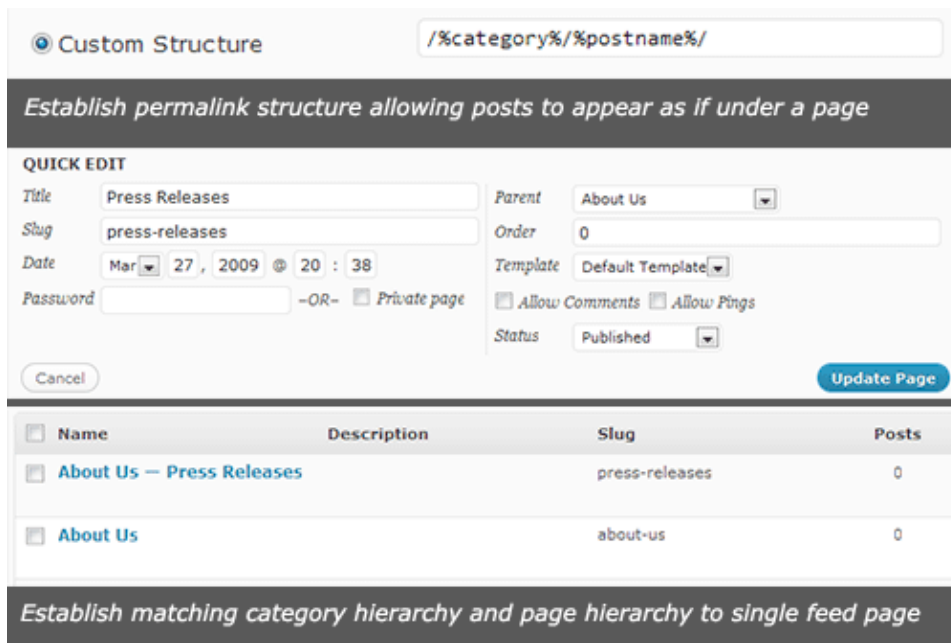 Custom Structure /%category%/%postname%/
Establish permalink structure allowing posts to appear as if under a page
QUICK EDIT
Title Press Releases Parent About Us
Slug press-releases Order 0
Date Mar 27 , 2009 @ 20 : 38 Template Default Template
Password –OR– Private page Allow Comments Allow Pings
Status Published
Cancel Update Page
Name Description Slug Posts
About Us — Press Releases press-releases 0
About Us about-us 0
Establish matching category hierarchy and page hierarchy to single feed page